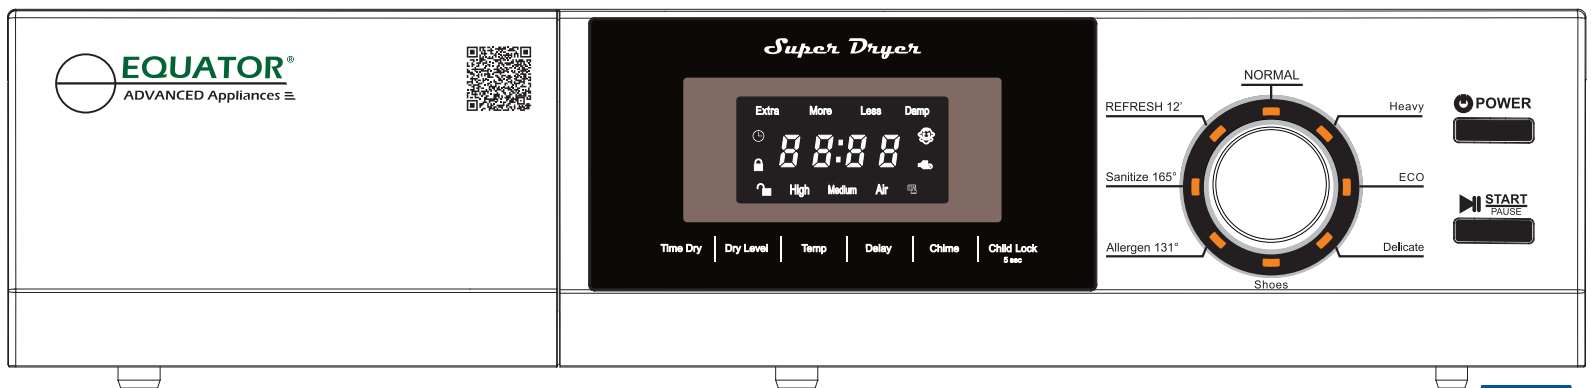 EQUATOR®
ADVANCED Appliances
Super Dryer
Extra More Less Damp
88:88
High Medium Air
Time Dry Dry Level Temp Delay Chime Child Lock
5 sec
NORMAL
REFRESH 12'
Heavy
Sanitize 165°
ECO
Allergen 131°
Delicate
Shoes
POWER
START
PAUSE